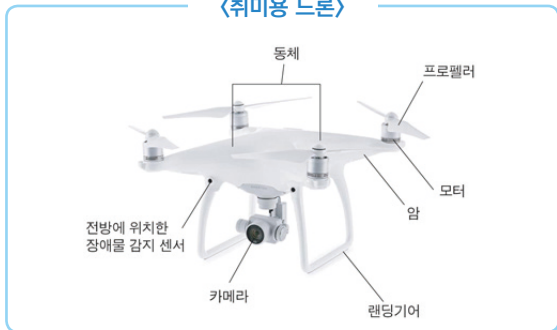 〈취미용 드론〉
동체
프로펠러
모터
암
전방에 위치한
장애물 감지 센서
카메라
랜딩기어